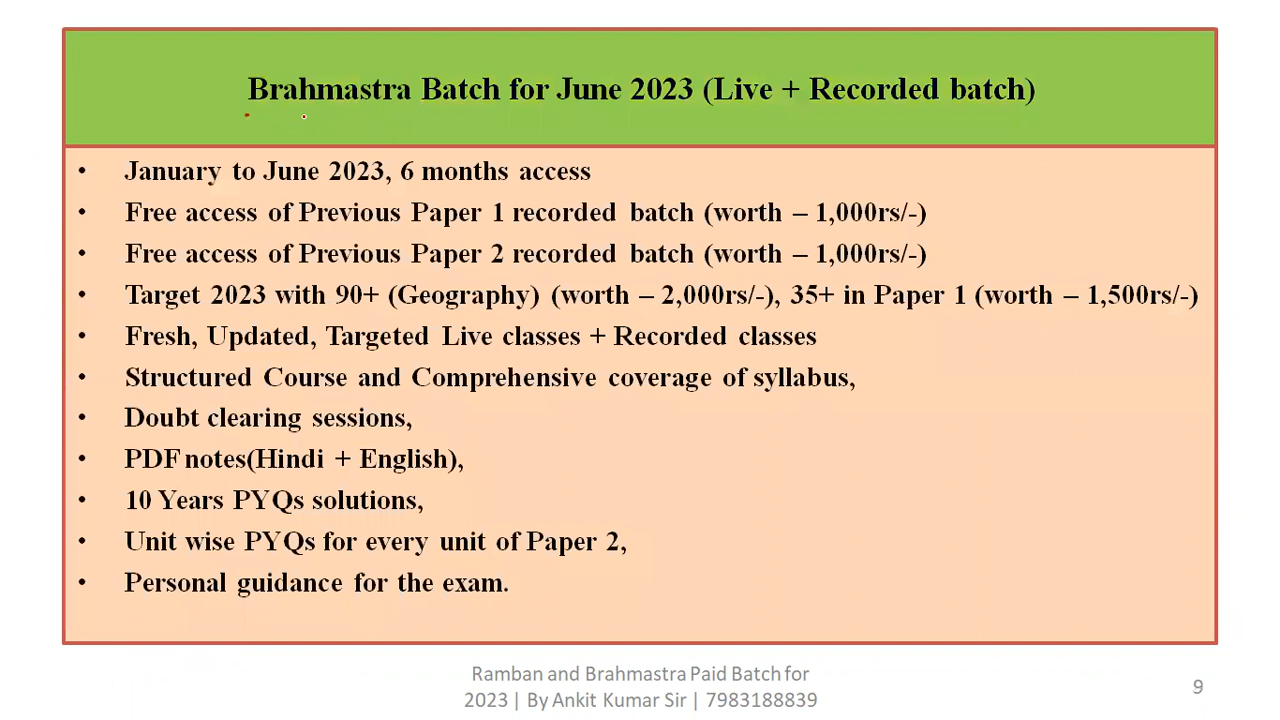 Brahmastra Batch for June 2023 (Live + Recorded batch)
• January to June 2023, 6 months access
• Free access of Previous Paper 1 recorded batch (worth – 1,000rs/-)
• Free access of Previous Paper 2 recorded batch (worth – 1,000rs/-)
• Target 2023 with 90+ (Geography) (worth – 2,000rs/-), 35+ in Paper 1 (worth – 1,500rs/-)
• Fresh, Updated, Targeted Live classes + Recorded classes
• Structured Course and Comprehensive coverage of syllabus,
• Doubt clearing sessions,
• PDF notes(Hindi + English),
• 10 Years PYQs solutions,
• Unit wise PYQs for every unit of Paper 2,
• Personal guidance for the exam.
Ramban and Brahmastra Paid Batch for
2023 | By Ankit Kumar Sir | 7983188839
9